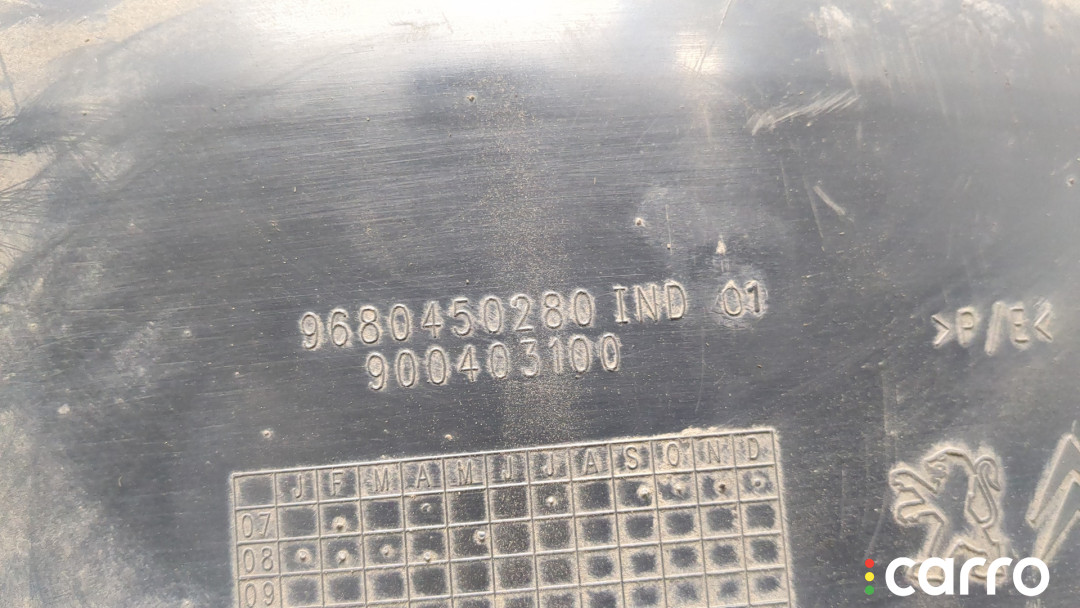 9680450280 IND 01
900403100
>P/E<
J F M A M J J A S O N D
07
08
09
carro